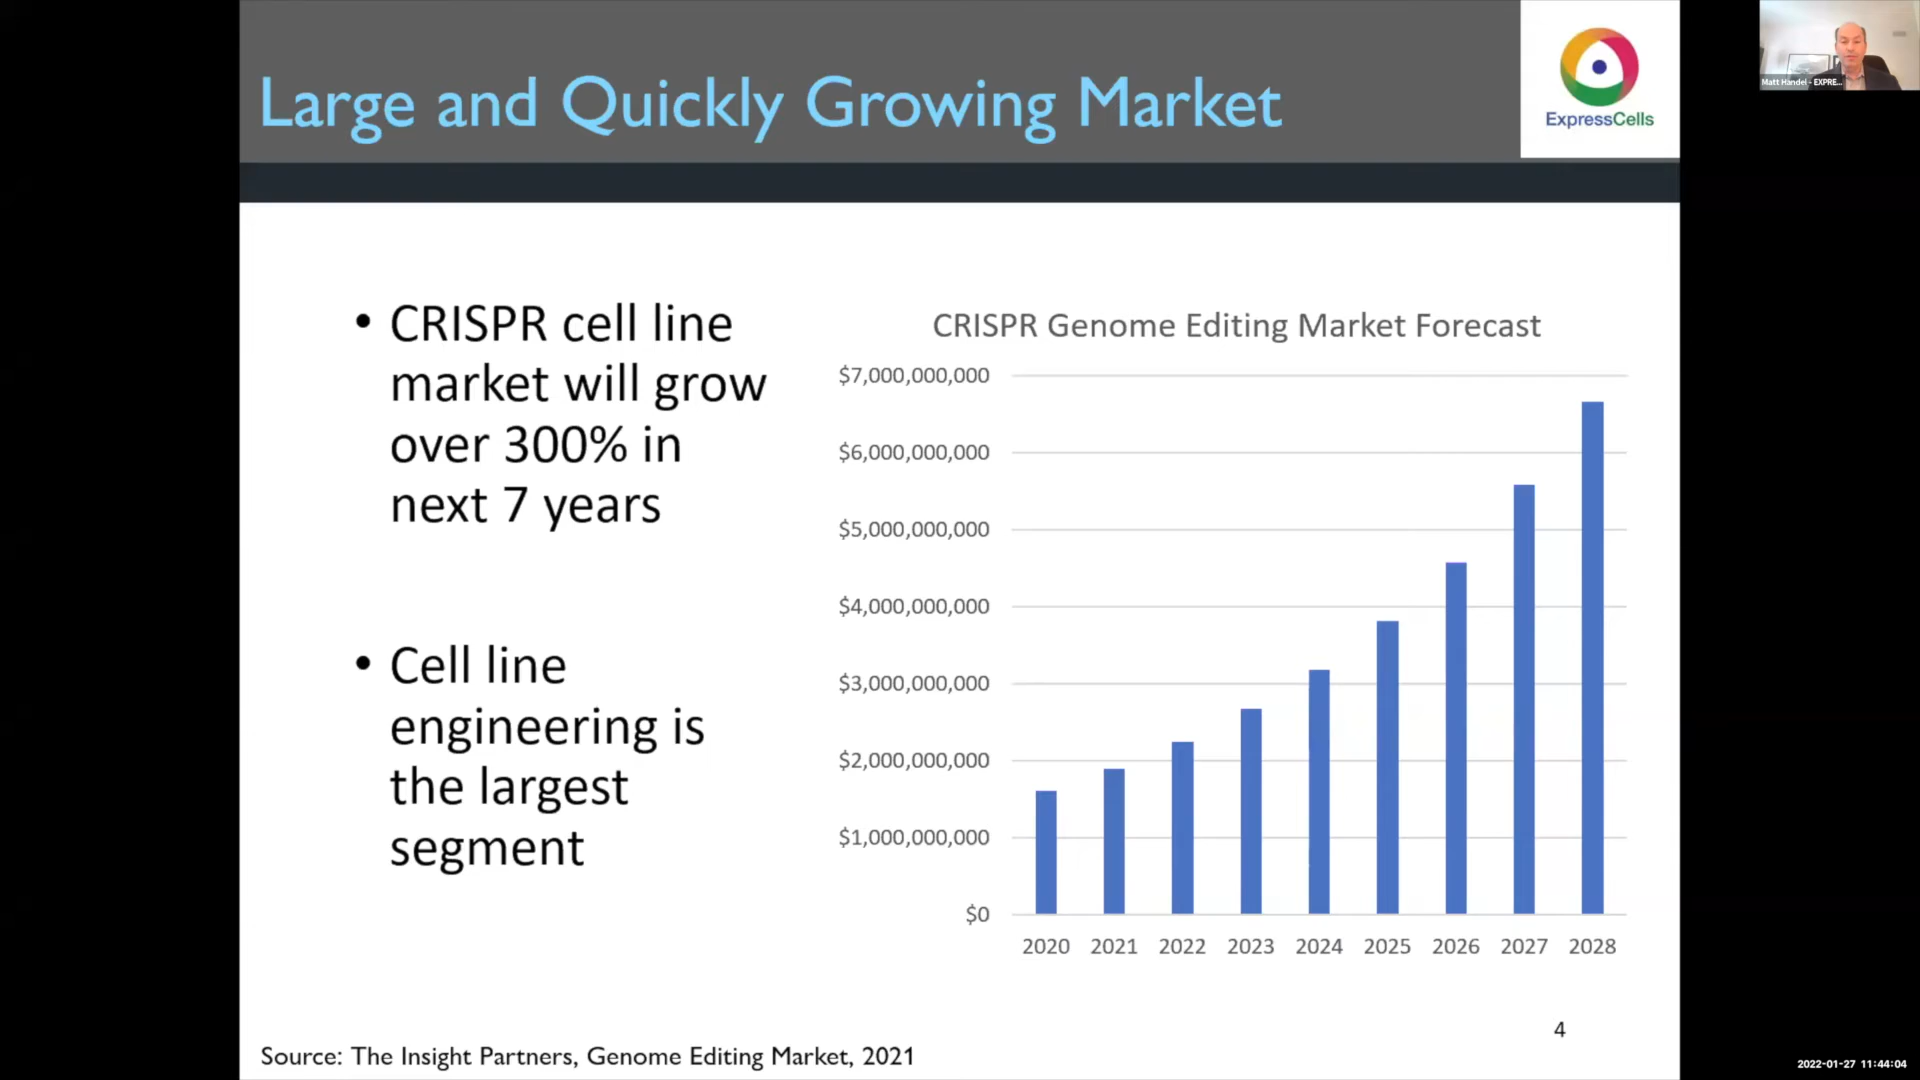 Large and Quickly Growing Market
ExpressCells
Matt Handel - EXPRE...
• CRISPR cell line
market will grow
over 300% in
next 7 years
• Cell line
engineering is
the largest
segment
CRISPR Genome Editing Market Forecast
$7,000,000,000
$6,000,000,000
$5,000,000,000
$4,000,000,000
$3,000,000,000
$2,000,000,000
$1,000,000,000
$0
2020 2021 2022 2023 2024 2025 2026 2027 2028
4
Source: The Insight Partners, Genome Editing Market, 2021
2022-01-27 11:44:04